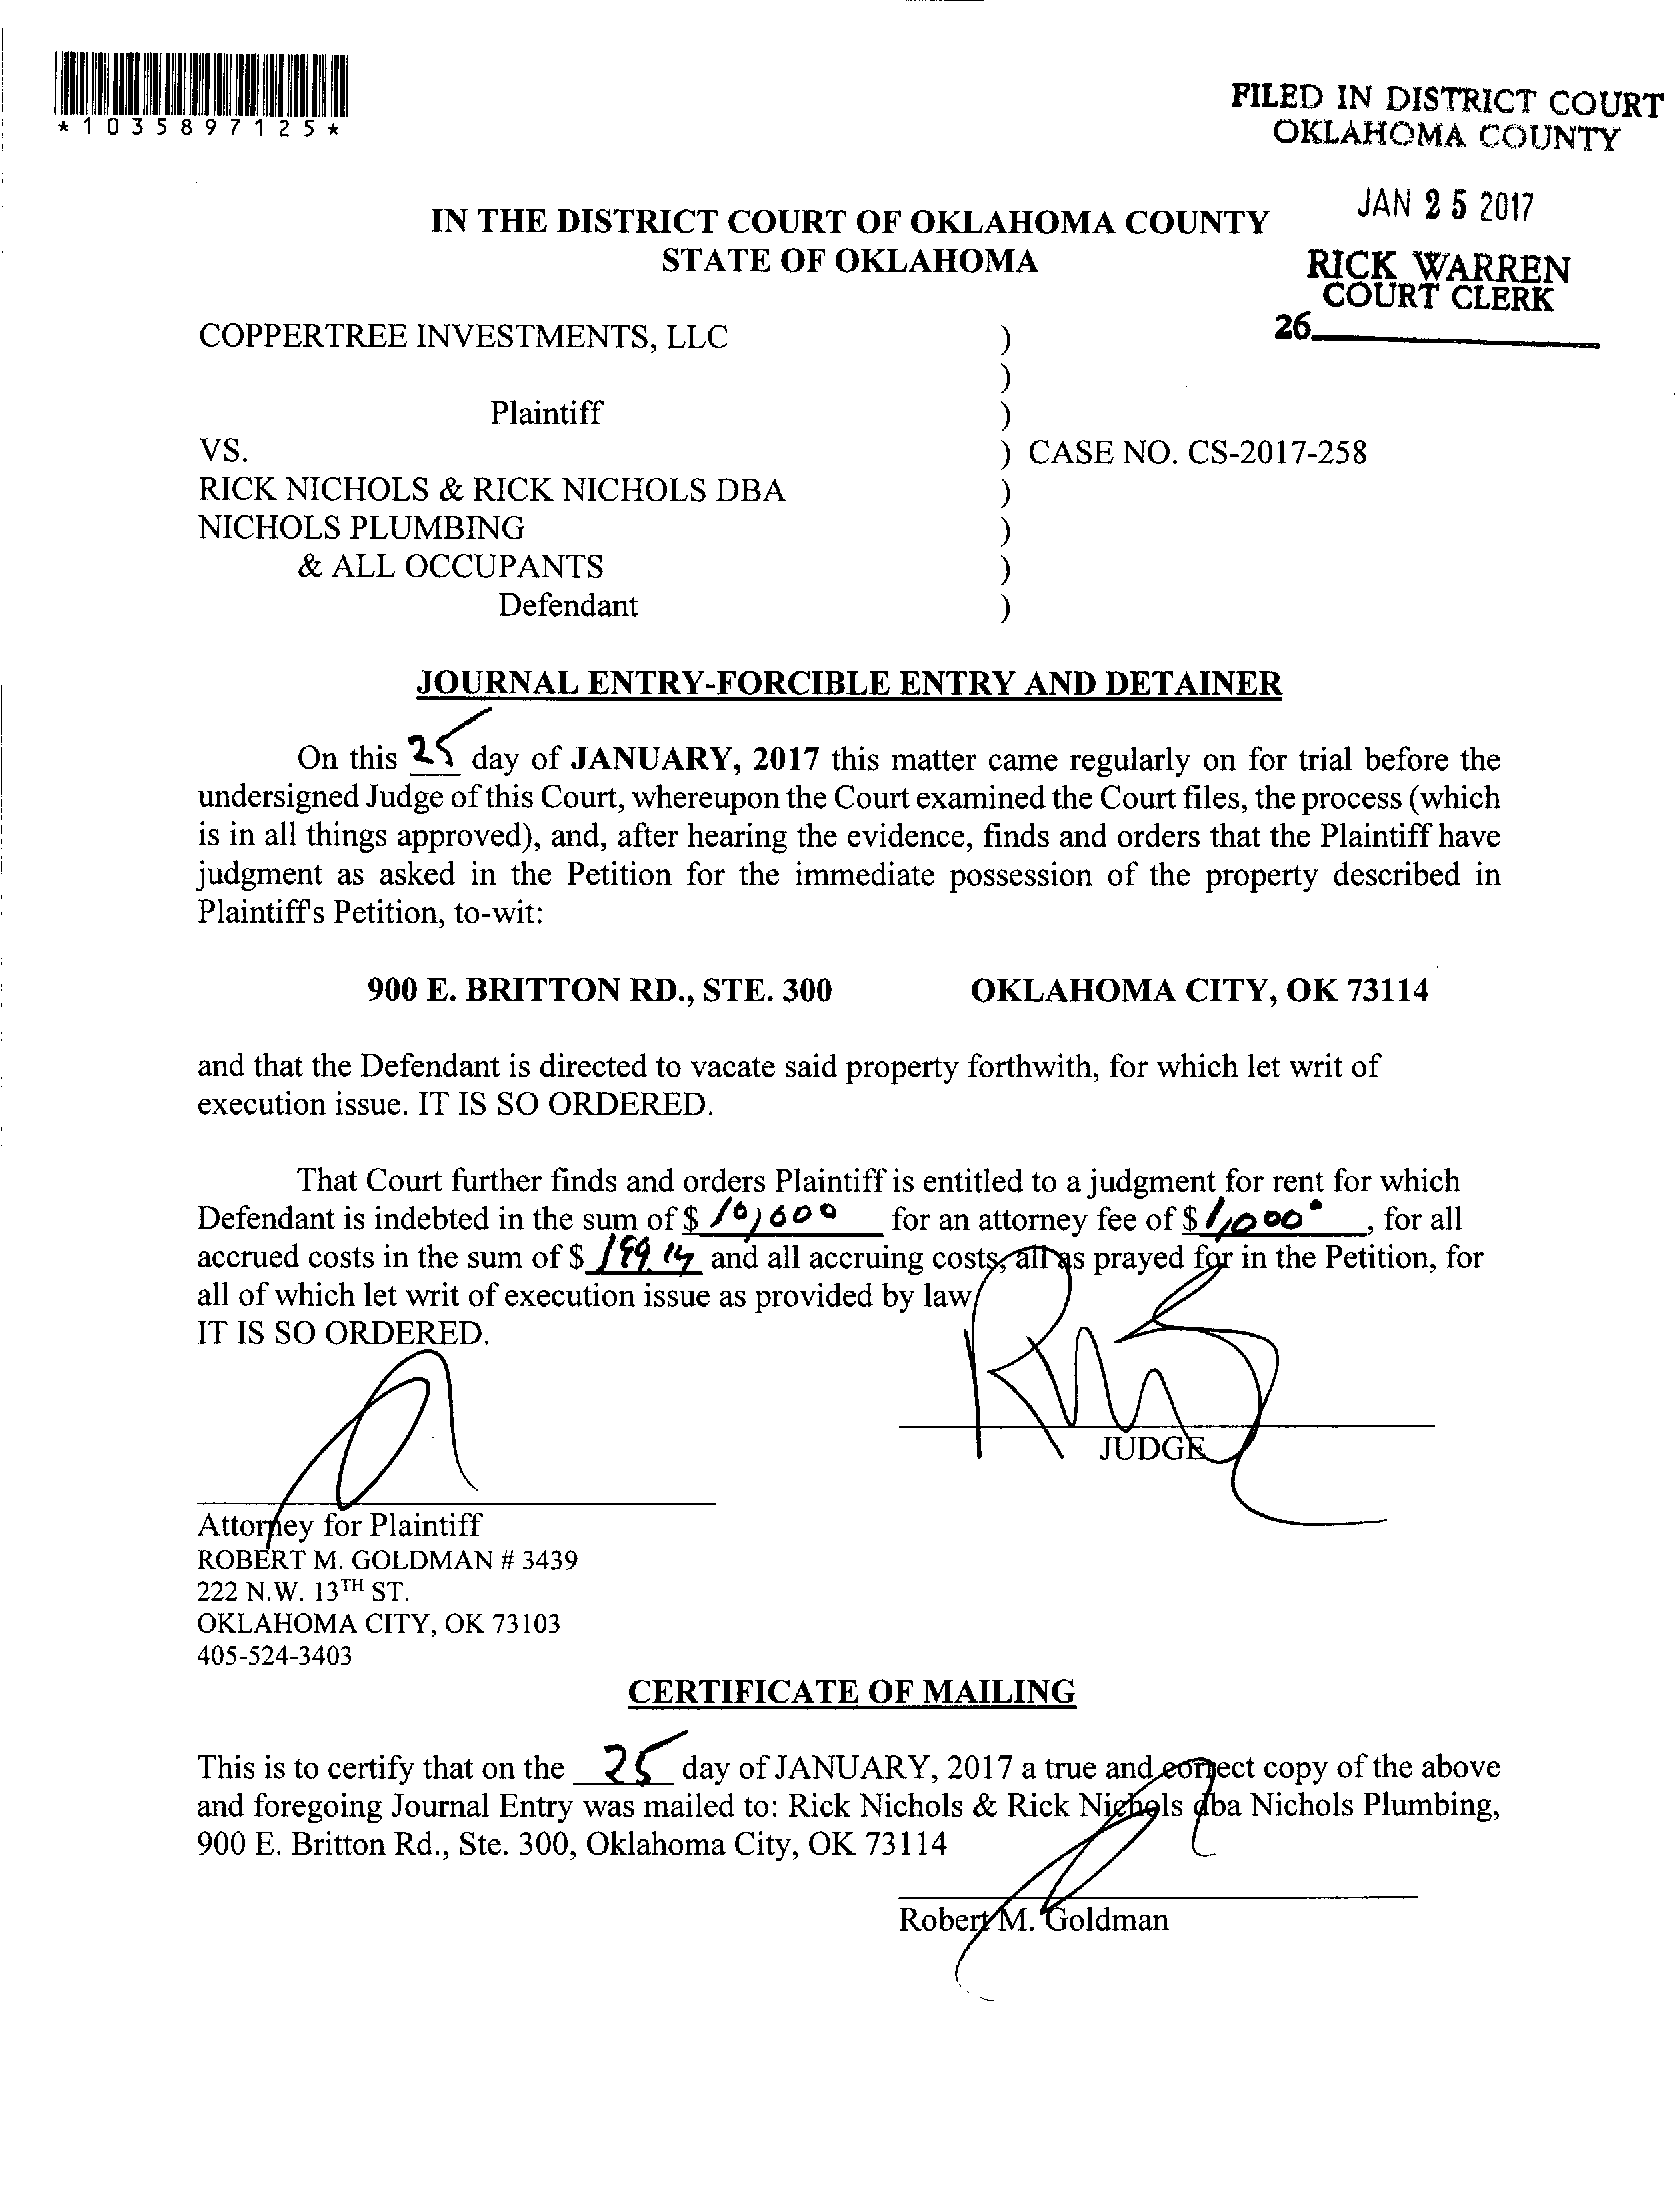 *1035897125*
FILED IN DISTRICT COURT
OKLAHOMA COUNTY
JAN 25 2017
RICK WARREN
COURT CLERK
26
IN THE DISTRICT COURT OF OKLAHOMA COUNTY
STATE OF OKLAHOMA
COPPERTREE INVESTMENTS, LLC )
)
Plaintiff )
VS. ) CASE NO. CS-2017-258
RICK NICHOLS & RICK NICHOLS DBA )
NICHOLS PLUMBING )
& ALL OCCUPANTS )
Defendant )
JOURNAL ENTRY-FORCIBLE ENTRY AND DETAINER
On this 25 day of JANUARY, 2017 this matter came regularly on for trial before the
undersigned Judge of this Court, whereupon the Court examined the Court files, the process (which
is in all things approved), and, after hearing the evidence, finds and orders that the Plaintiff have
judgment as asked in the Petition for the immediate possession of the property described in
Plaintiff's Petition, to-wit:
900 E. BRITTON RD., STE. 300 OKLAHOMA CITY, OK 73114
and that the Defendant is directed to vacate said property forthwith, for which let writ of
execution issue. IT IS SO ORDERED.
That Court further finds and orders Plaintiff is entitled to a judgment for rent for which
Defendant is indebted in the sum of $ 10,600 for an attorney fee of $ 1,000, for all
accrued costs in the sum of $ and all accruing costs, all as prayed for in the Petition, for
all of which let writ of execution issue as provided by law
IT IS SO ORDERED.
JUDGE
Attorney for Plaintiff
ROBERT M. GOLDMAN # 3439
222 N.W. 13TH ST.
OKLAHOMA CITY, OK 73103
405-524-3403
CERTIFICATE OF MAILING
This is to certify that on the 25 day of JANUARY, 2017 a true and correct copy of the above
and foregoing Journal Entry was mailed to: Rick Nichols & Rick Nichols dba Nichols Plumbing,
900 E. Britton Rd., Ste. 300, Oklahoma City, OK 73114
Robert M. Goldman